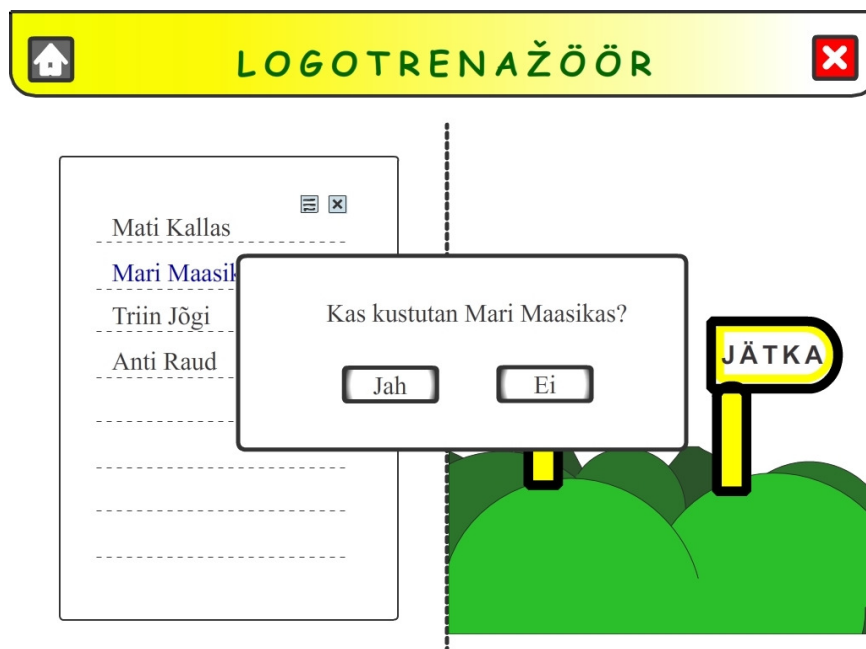 LOGOTRENAŽÖÖR
Mati Kallas
Mari Maasik
Triin Jõgi
Anti Raud
Kas kustutan Mari Maasikas?
Jah
Ei
JÄTKA